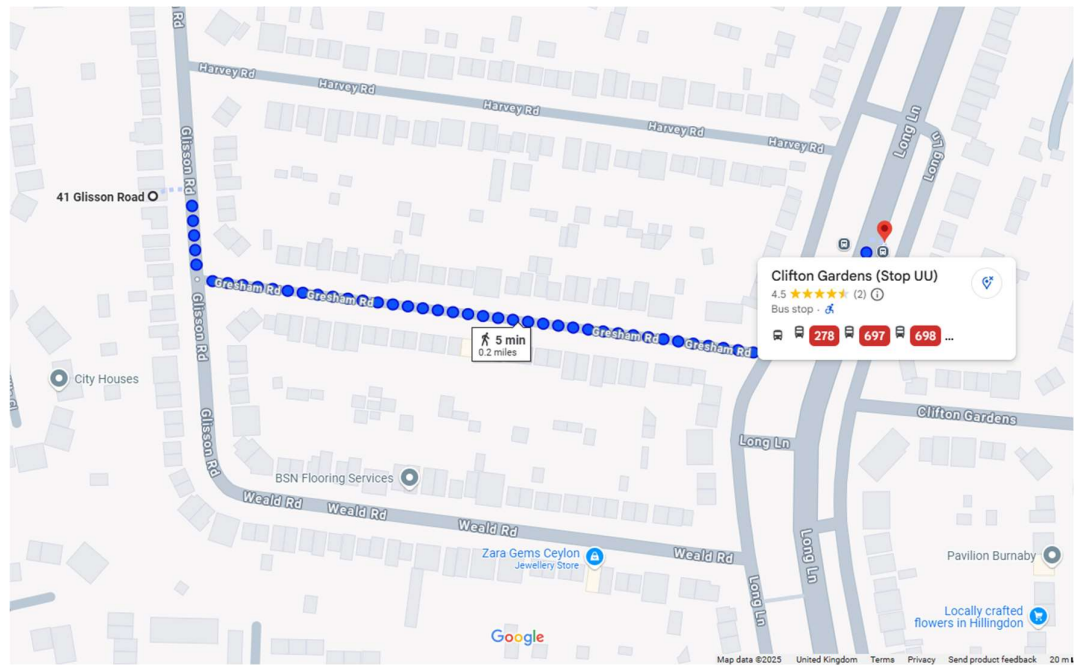 Rd
Harvey Rd
Harvey Rd
Harvey Rd
Harvey Rd
Harvey Rd
Long Ln
Long Ln
Glisson Rd
41 Glisson Road
Clifton Gardens (Stop UU)
4.5 ★★★★★ (2)
Bus stop ·
278 697 698 ...
Gresham Rd
Gresham Rd
Gresham Rd
Gresham Rd
5 min
0.2 miles
Glisson Rd
City Houses
Glisson Rd
Clifton Gardens
Long Ln
BSN Flooring Services
Weald Rd
Weald Rd
Weald Rd
Weald Rd
Zara Gems Ceylon
Jewellery Store
Long Ln
Long Ln
Pavilion Burnaby
Locally crafted
flowers in Hillingdon
Google
Map data ©2025 United Kingdom Terms Privacy Send product feedback 20 m